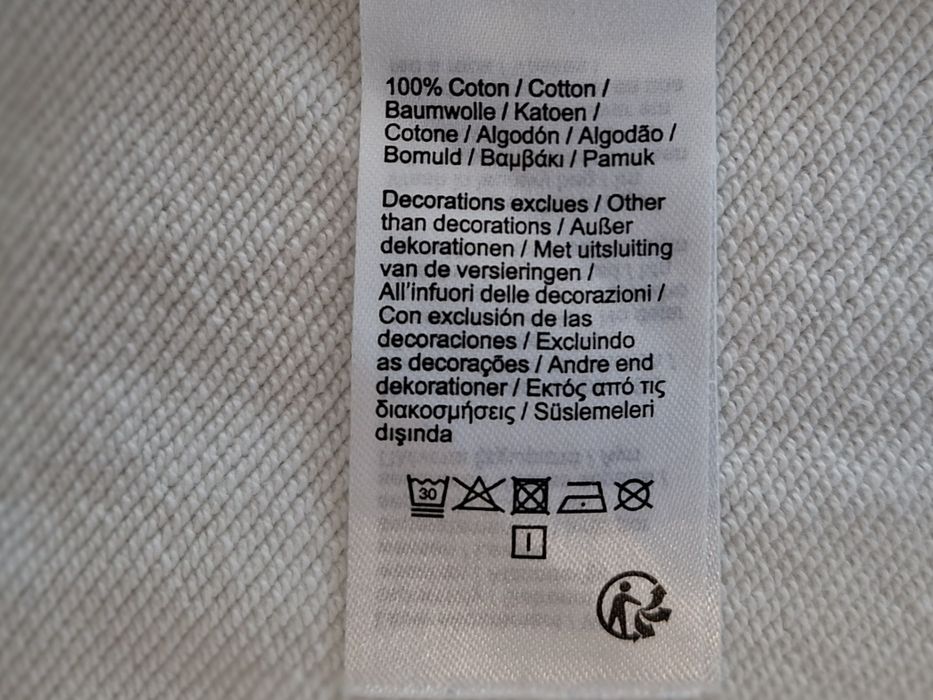 100% Coton / Cotton /
Baumwolle / Katoen /
Cotone / Algodón / Algodão /
Bomuld / Βαμβάκι / Pamuk
Decorations exclues / Other
than decorations / Außer
dekorationen / Met uitsluiting
van de versieringen /
All'infuori delle decorazioni /
Con exclusión de las
decoraciones / Excluindo
as decorações / Andre end
dekorationer / Εκτός από τις
διακοσμήσεις / Süslemeleri
dışında
30